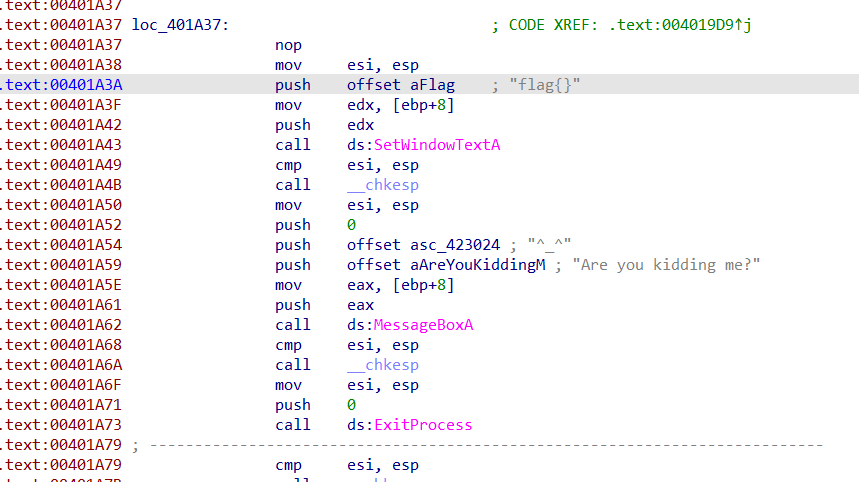 .text:00401A37
.text:00401A37 loc_401A37: ; CODE XREF: .text:004019D9↑j
.text:00401A37 nop
.text:00401A38 mov esi, esp
.text:00401A3A push offset aFlag ; "flag{}"
.text:00401A3F mov edx, [ebp+8]
.text:00401A42 push edx
.text:00401A43 call ds:SetWindowTextA
.text:00401A49 cmp esi, esp
.text:00401A4B call __chkesp
.text:00401A50 mov esi, esp
.text:00401A52 push 0
.text:00401A54 push offset asc_423024 ; "^_^"
.text:00401A59 push offset aAreYouKiddingM ; "Are you kidding me?"
.text:00401A5E mov eax, [ebp+8]
.text:00401A61 push eax
.text:00401A62 call ds:MessageBoxA
.text:00401A68 cmp esi, esp
.text:00401A6A call __chkesp
.text:00401A6F mov esi, esp
.text:00401A71 push 0
.text:00401A73 call ds:ExitProcess
.text:00401A79 ; ---------------------------------------------------------------------------
.text:00401A79 cmp esi, esp